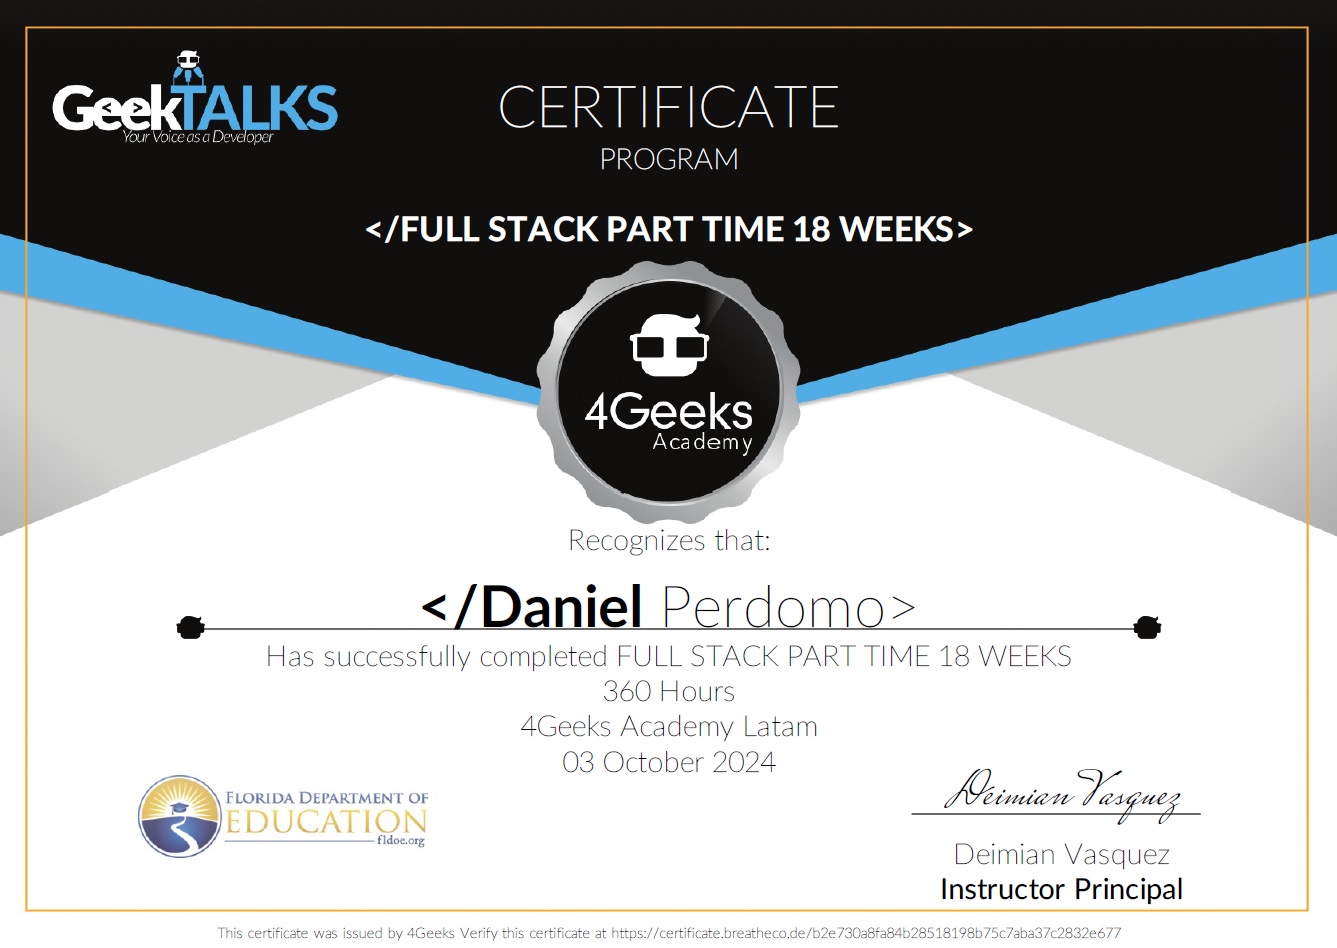 GeekTALKS
Your Voice as a Developer
CERTIFICATE
PROGRAM
</FULL STACK PART TIME 18 WEEKS>
4Geeks
Academy
Recognizes that:
</Daniel Perdomo>
Has successfully completed FULL STACK PART TIME 18 WEEKS
360 Hours
4Geeks Academy Latam
03 October 2024
FLORIDA DEPARTMENT OF
EDUCATION
fldoe.org
Deimian Vasquez
Deimian Vasquez
Instructor Principal
This certificate was issued by 4Geeks Verify this certificate at https://certificate.breatheco.de/b2e730a8fa84b28518198b75c7aba37c2832e677